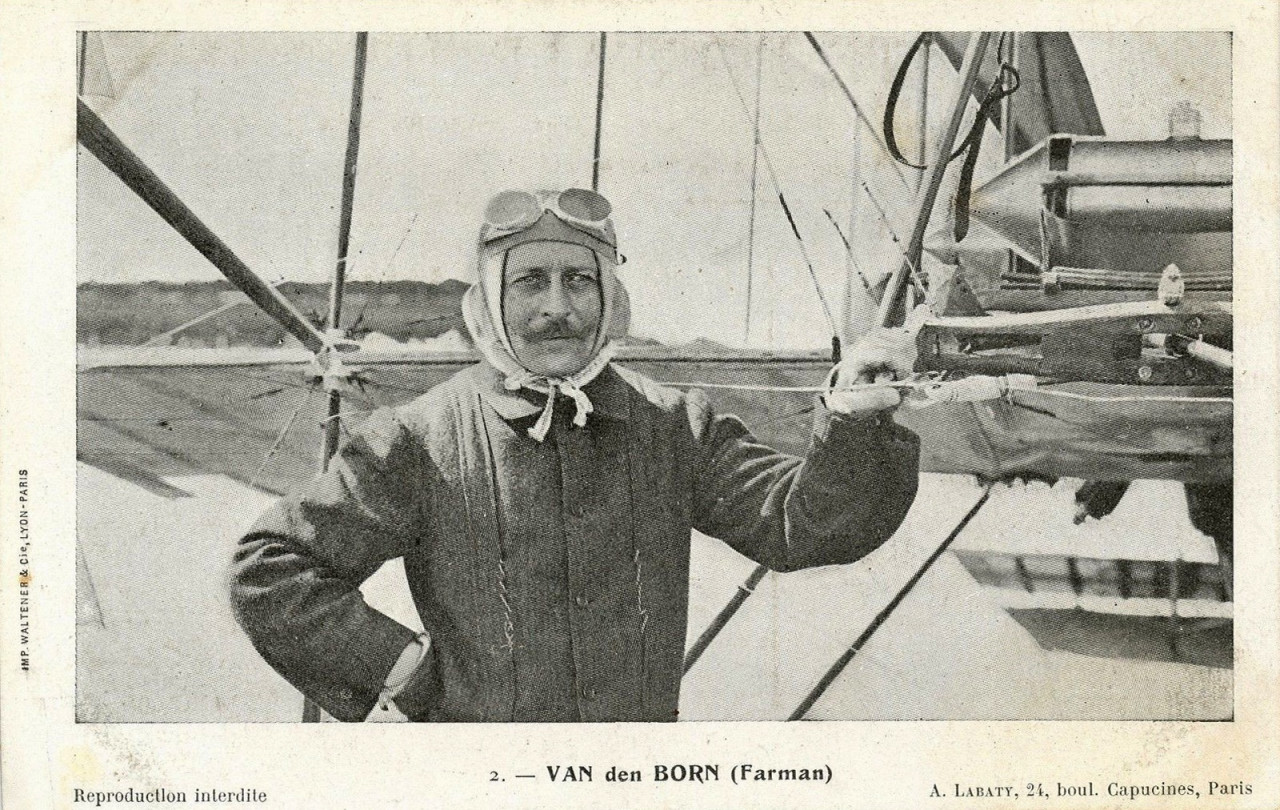 IMP. WALTENER & Cie, LYON-PARIS
2. — VAN den BORN (Farman)
Reproduction interdite
A. LABATY, 24, boul. Capucines, Paris